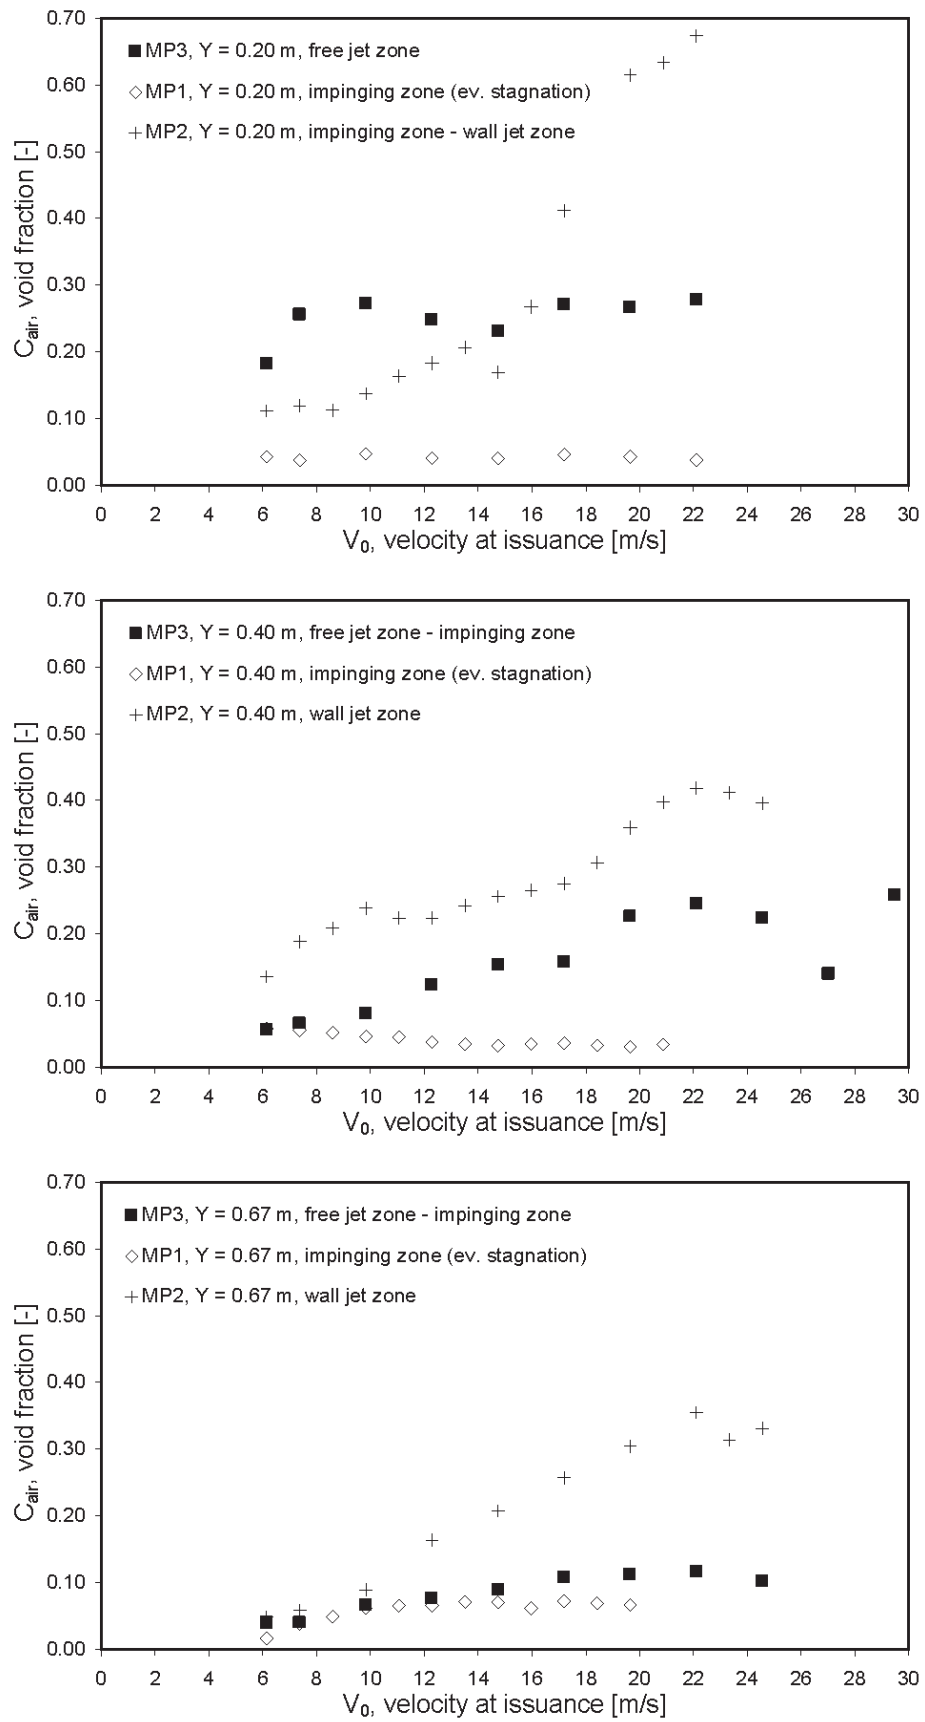 0.70
0.60
0.50
0.40
0.30
0.20
0.10
0.00
C_air, void fraction [-]
■ MP3, Y = 0.20 m, free jet zone
◇ MP1, Y = 0.20 m, impinging zone (ev. stagnation)
+ MP2, Y = 0.20 m, impinging zone - wall jet zone
0 2 4 6 8 10 12 14 16 18 20 22 24 26 28 30
V_0, velocity at issuance [m/s]
0.70
0.60
0.50
0.40
0.30
0.20
0.10
0.00
C_air, void fraction [-]
■ MP3, Y = 0.40 m, free jet zone - impinging zone
◇ MP1, Y = 0.40 m, impinging zone (ev. stagnation)
+ MP2, Y = 0.40 m, wall jet zone
0 2 4 6 8 10 12 14 16 18 20 22 24 26 28 30
V_0, velocity at issuance [m/s]
0.70
0.60
0.50
0.40
0.30
0.20
0.10
0.00
C_air, void fraction [-]
■ MP3, Y = 0.67 m, free jet zone - impinging zone
◇ MP1, Y = 0.67 m, impinging zone (ev. stagnation)
+ MP2, Y = 0.67 m, wall jet zone
0 2 4 6 8 10 12 14 16 18 20 22 24 26 28 30
V_0, velocity at issuance [m/s]